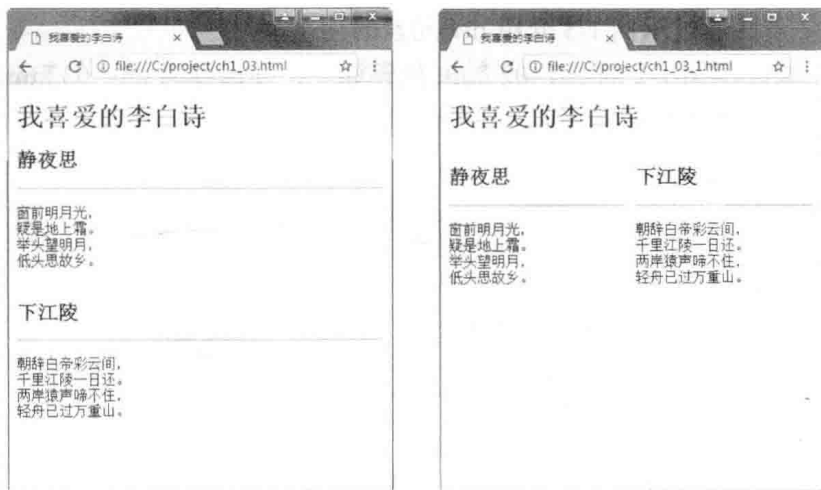 我喜爱的李白诗
file:///C:/project/ch1_03.html
我喜爱的李白诗
静夜思
窗前明月光，
疑是地上霜。
举头望明月，
低头思故乡。
下江陵
朝辞白帝彩云间，
千里江陵一日还。
两岸猿声啼不住，
轻舟已过万重山。
我喜爱的李白诗
file:///C:/project/ch1_03_1.html
我喜爱的李白诗
静夜思
窗前明月光，
疑是地上霜。
举头望明月，
低头思故乡。
下江陵
朝辞白帝彩云间，
千里江陵一日还。
两岸猿声啼不住，
轻舟已过万重山。